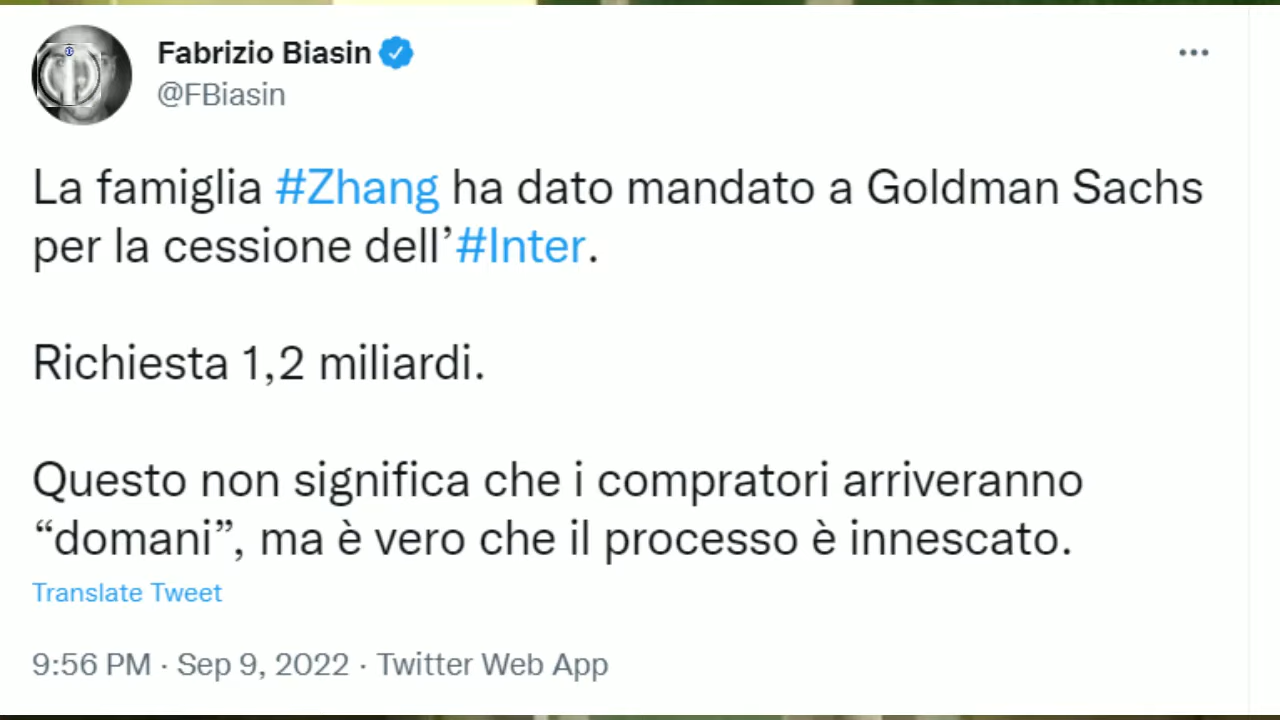 Fabrizio Biasin
@FBiasin
La famiglia #Zhang ha dato mandato a Goldman Sachs
per la cessione dell’#Inter.
Richiesta 1,2 miliardi.
Questo non significa che i compratori arriveranno
“domani”, ma è vero che il processo è innescato.
Translate Tweet
9:56 PM · Sep 9, 2022 · Twitter Web App